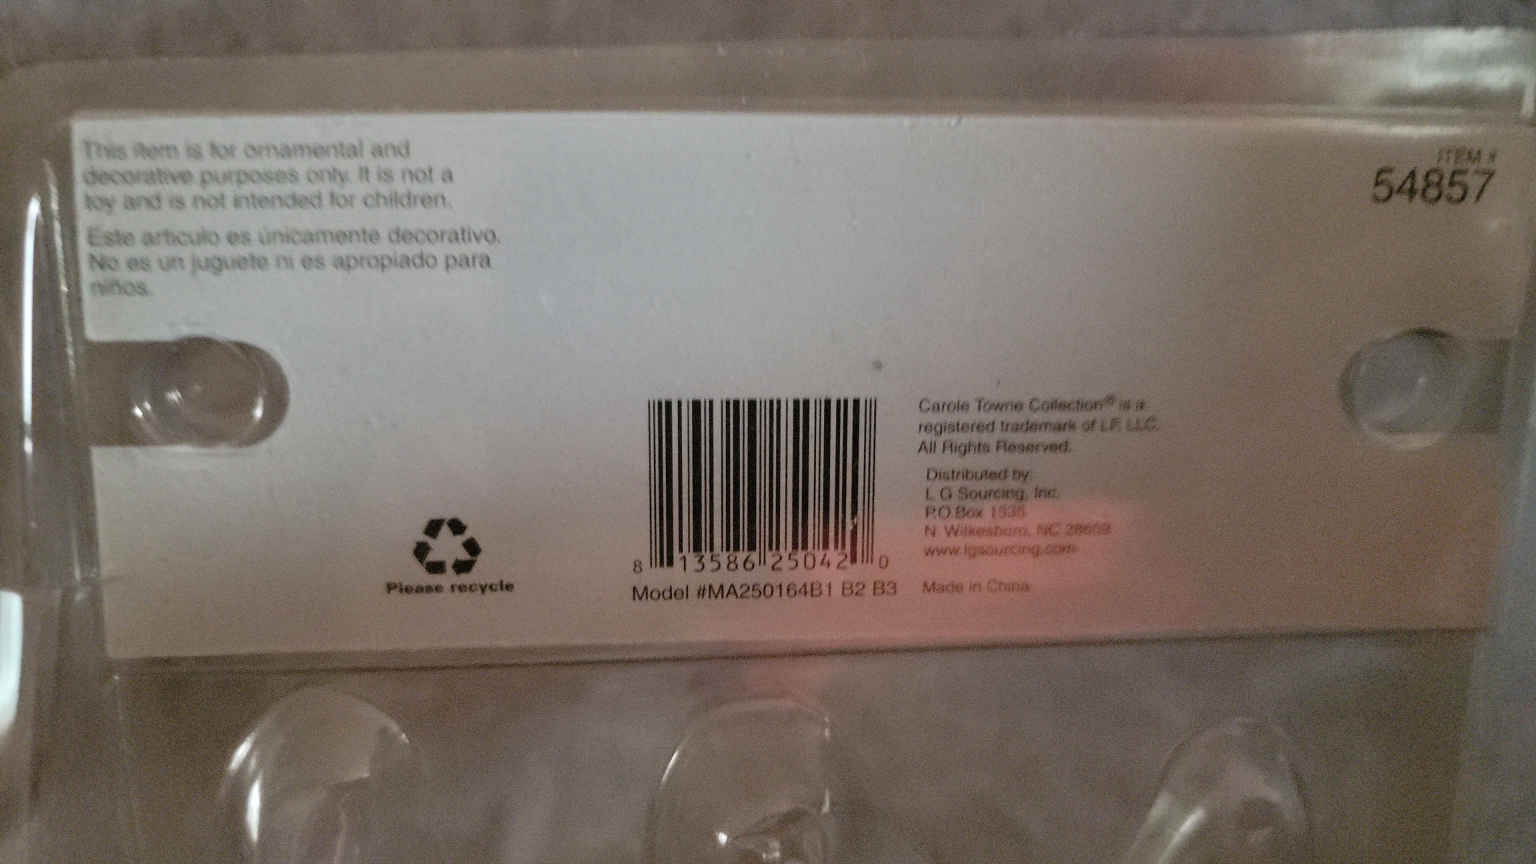 This item is for ornamental and
decorative purposes only. It is not a
toy and is not intended for children.
Este artículo es únicamente decorativo.
No es un juguete ni es apropiado para
niños.
ITEM #
54857
Please recycle
8 13586 25042 0
Model #MA250164B1 B2 B3
Carole Towne Collection® is a
registered trademark of LF, LLC.
All Rights Reserved.
Distributed by:
L G Sourcing, Inc.
P.O.Box 1535
N. Wilkesboro, NC 28659
www.lgsourcing.com
Made in China